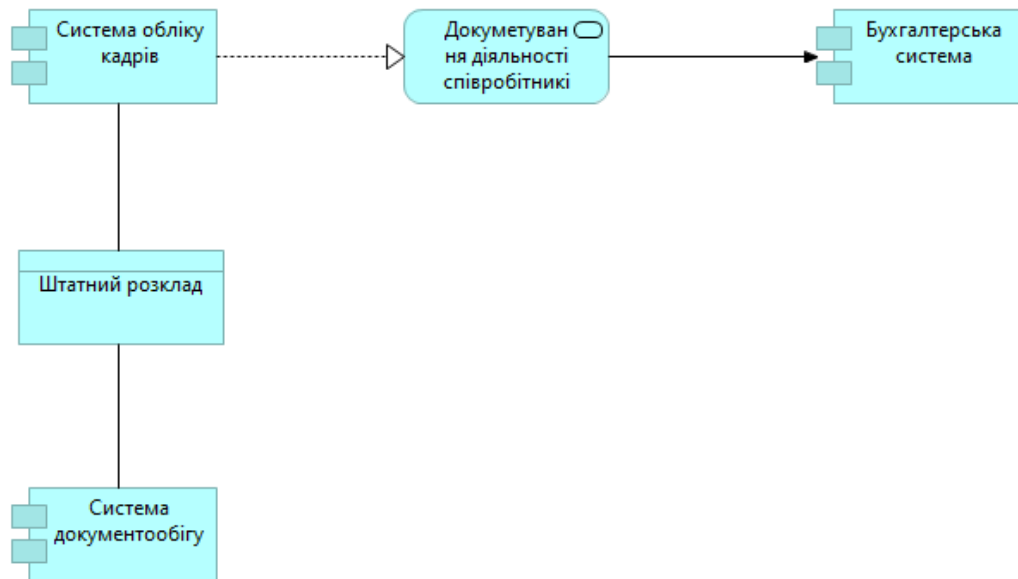 Система обліку
кадрів
Докуметуван
ня діяльності
співробітникі
Бухгалтерська
система
Штатний розклад
Система
документообігу